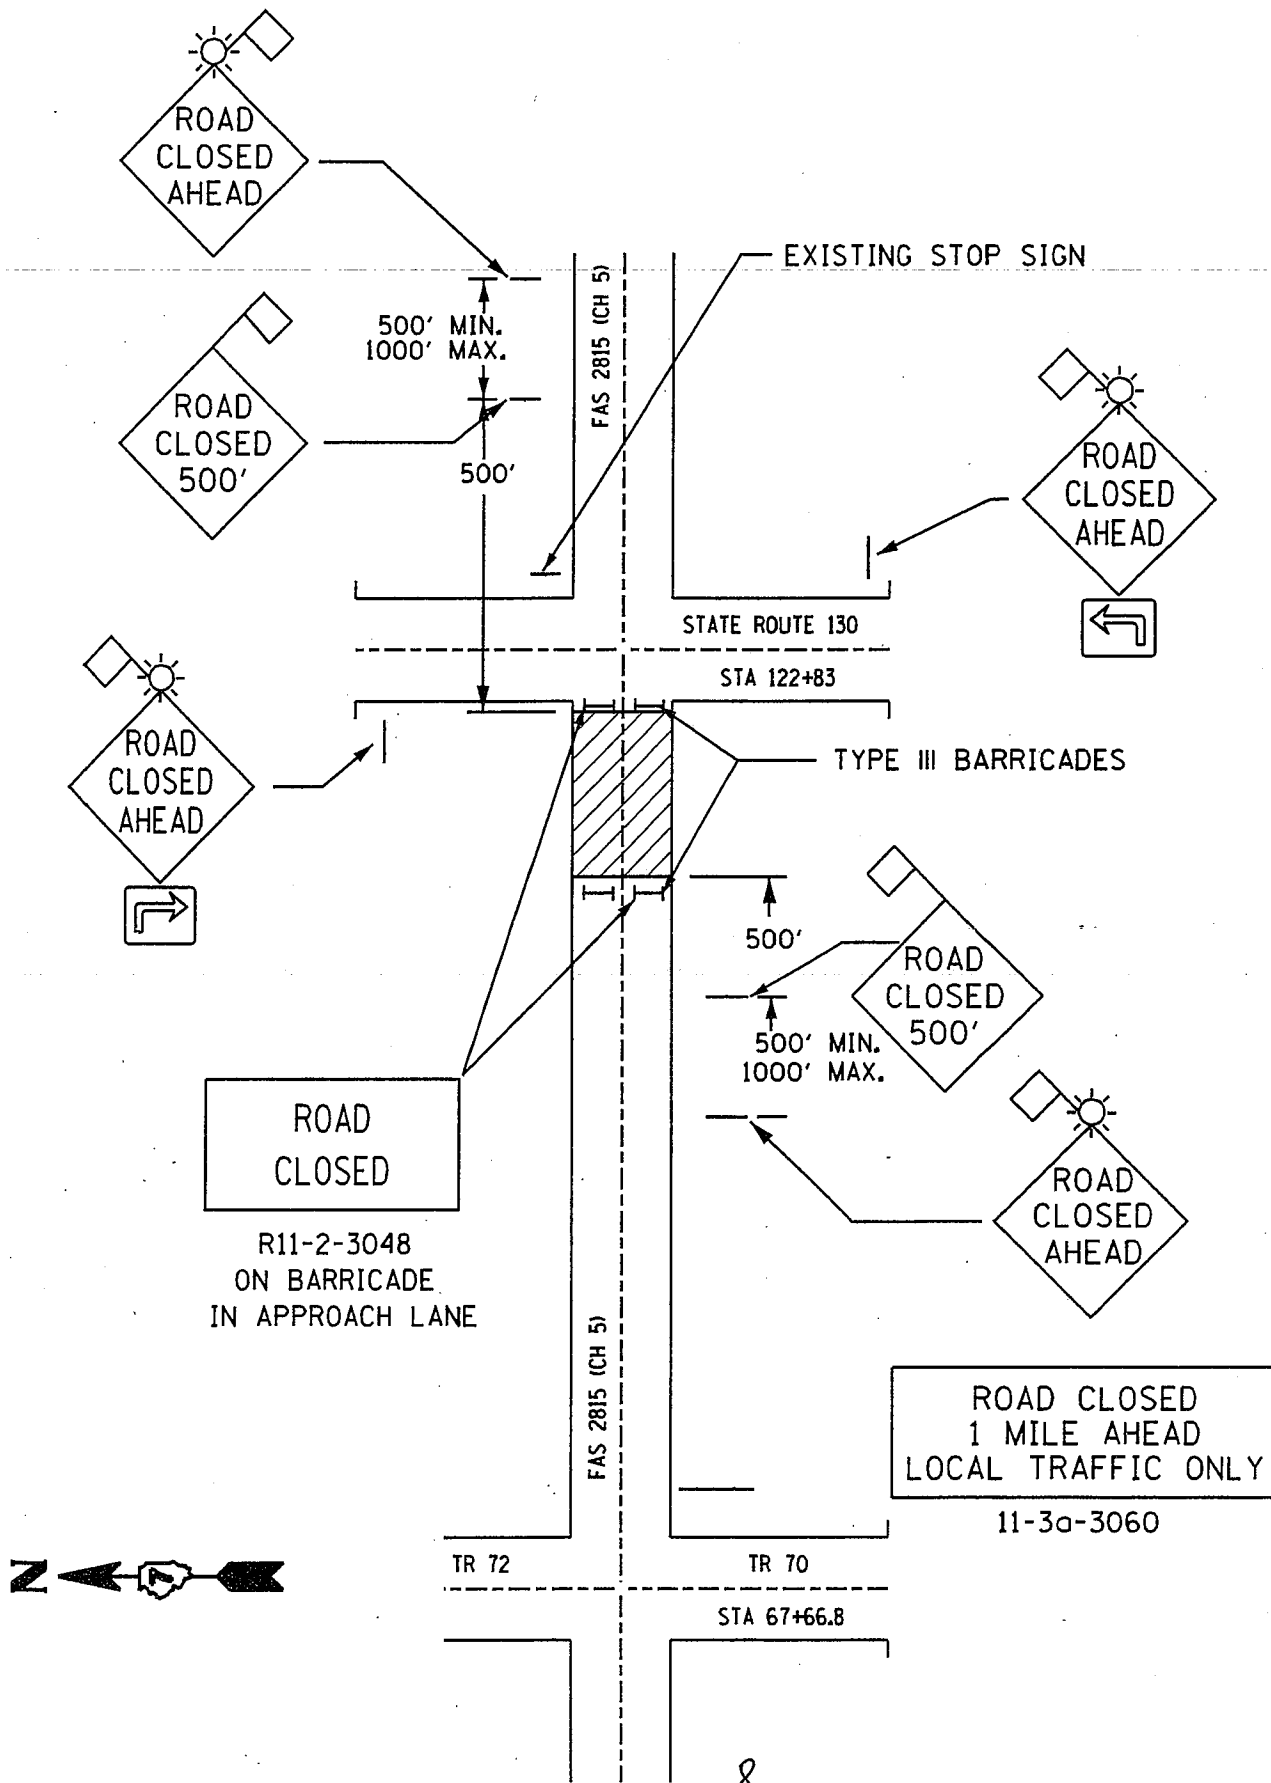 ROAD
CLOSED
AHEAD
EXISTING STOP SIGN
500' MIN.
1000' MAX.
FAS 2815 (CH 5)
ROAD
CLOSED
500'
500'
ROAD
CLOSED
AHEAD
STATE ROUTE 130
STA 122+83
ROAD
CLOSED
AHEAD
TYPE III BARRICADES
500'
ROAD
CLOSED
500'
500' MIN.
1000' MAX.
ROAD
CLOSED
R11-2-3048
ON BARRICADE
IN APPROACH LANE
ROAD
CLOSED
AHEAD
FAS 2815 (CH 5)
ROAD CLOSED
1 MILE AHEAD
LOCAL TRAFFIC ONLY
11-3a-3060
N
7
TR 72
TR 70
STA 67+66.8
8